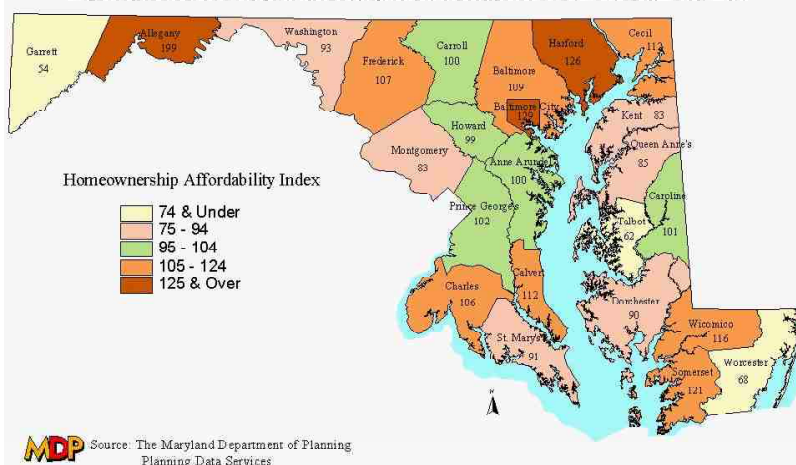 Garrett
54
Allegany
199
Washington
93
Frederick
107
Carroll
100
Baltimore
109
Harford
126
Cecil
112
Baltimore City
129
Howard
99
Montgomery
83
Anne Arundel
100
Prince George's
102
Kent 83
Queen Anne's
85
Caroline
101
Talbot
62
Charles
106
Calvert
112
St. Mary's
91
Dorchester
90
Wicomico
116
Somerset
121
Worcester
68
Homeownership Affordability Index
74 & Under
75 - 94
95 - 104
105 - 124
125 & Over
N
MDP Source: The Maryland Department of Planning
Planning Data Services